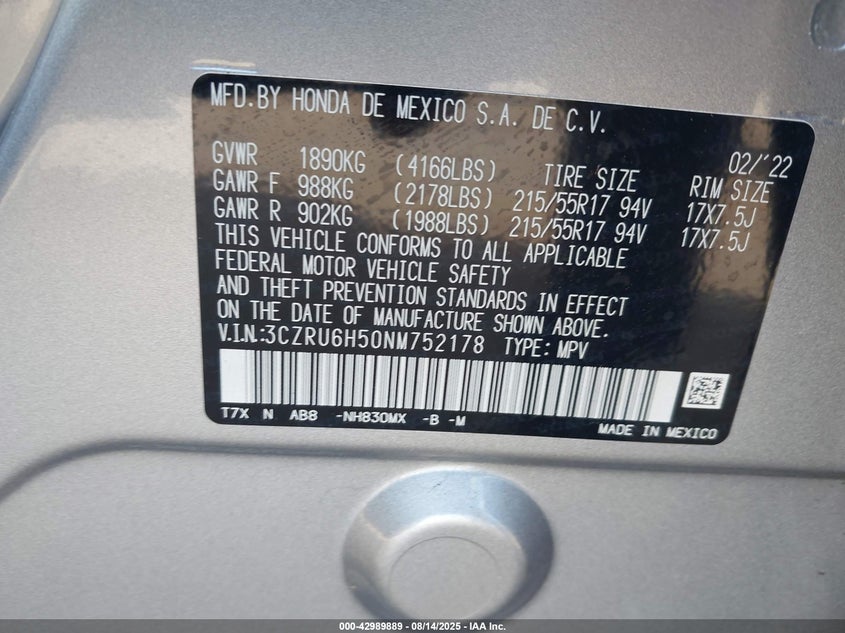 MFD.BY HONDA DE MEXICO S.A. DE C.V.
02/'22
GVWR 1890KG (4166LBS) TIRE SIZE RIM SIZE
GAWR F 988KG (2178LBS) 215/55R17 94V 17X7.5J
GAWR R 902KG (1988LBS) 215/55R17 94V 17X7.5J
THIS VEHICLE CONFORMS TO ALL APPLICABLE
FEDERAL MOTOR VEHICLE SAFETY
AND THEFT PREVENTION STANDARDS IN EFFECT
ON THE DATE OF MANUFACTURE SHOWN ABOVE.
V.I.N.:3CZRU6H50NM752178 TYPE: MPV
T7X N AB8 -NH830MX -B -M
MADE IN MEXICO
000-42989889 | 08/14/2025 | IAA Inc.